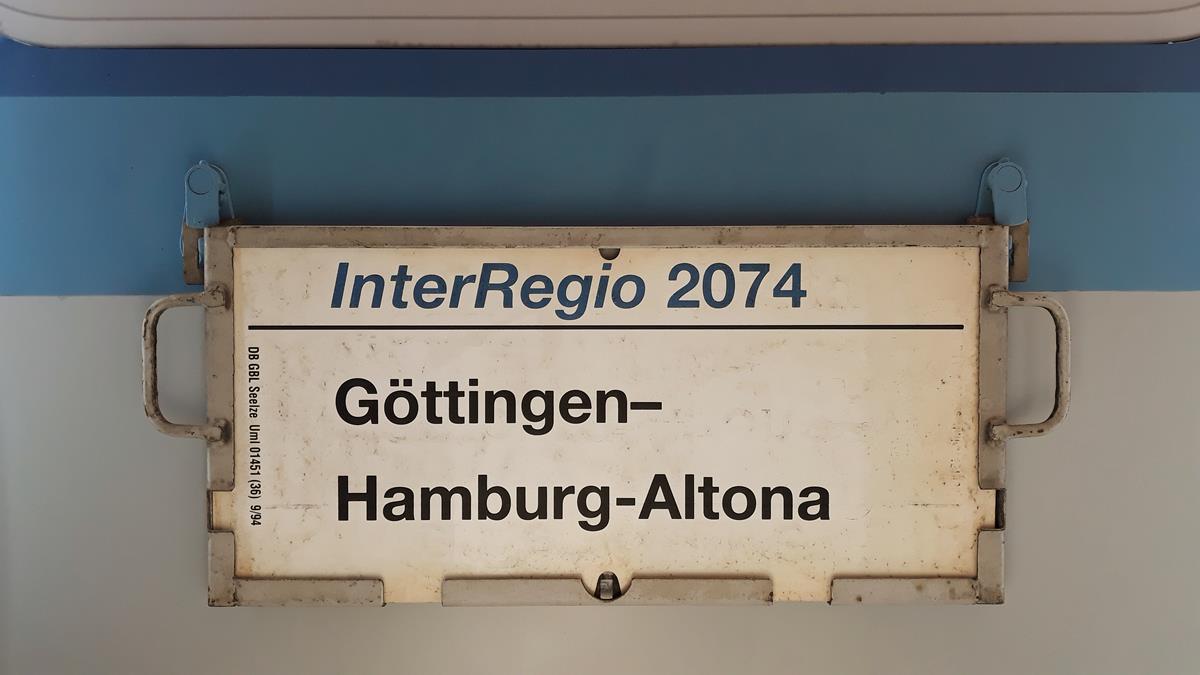 InterRegio 2074
Göttingen–
Hamburg-Altona
DB GBL Seelze Uml 01451 (36) 9/94